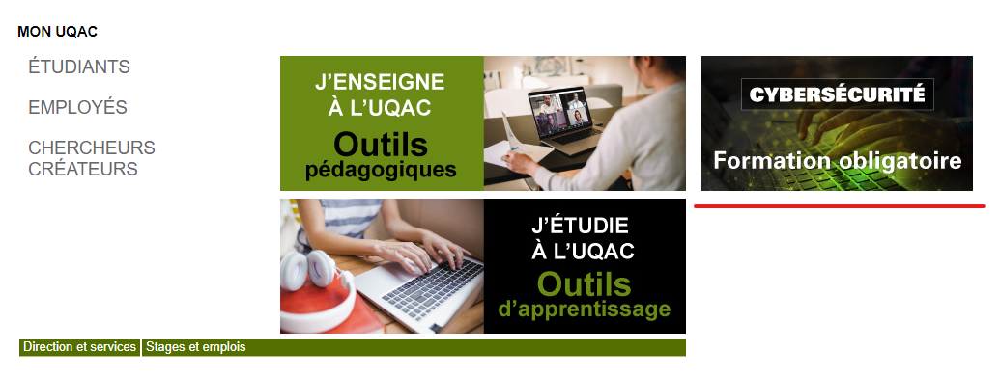 MON UQAC
ÉTUDIANTS
EMPLOYÉS
CHERCHEURS
CRÉATEURS
J'ENSEIGNE
À L'UQAC
Outils
pédagogiques
CYBERSÉCURITÉ
Formation obligatoire
J'ÉTUDIE
À L'UQAC
Outils
d'apprentissage
Direction et services
Stages et emplois